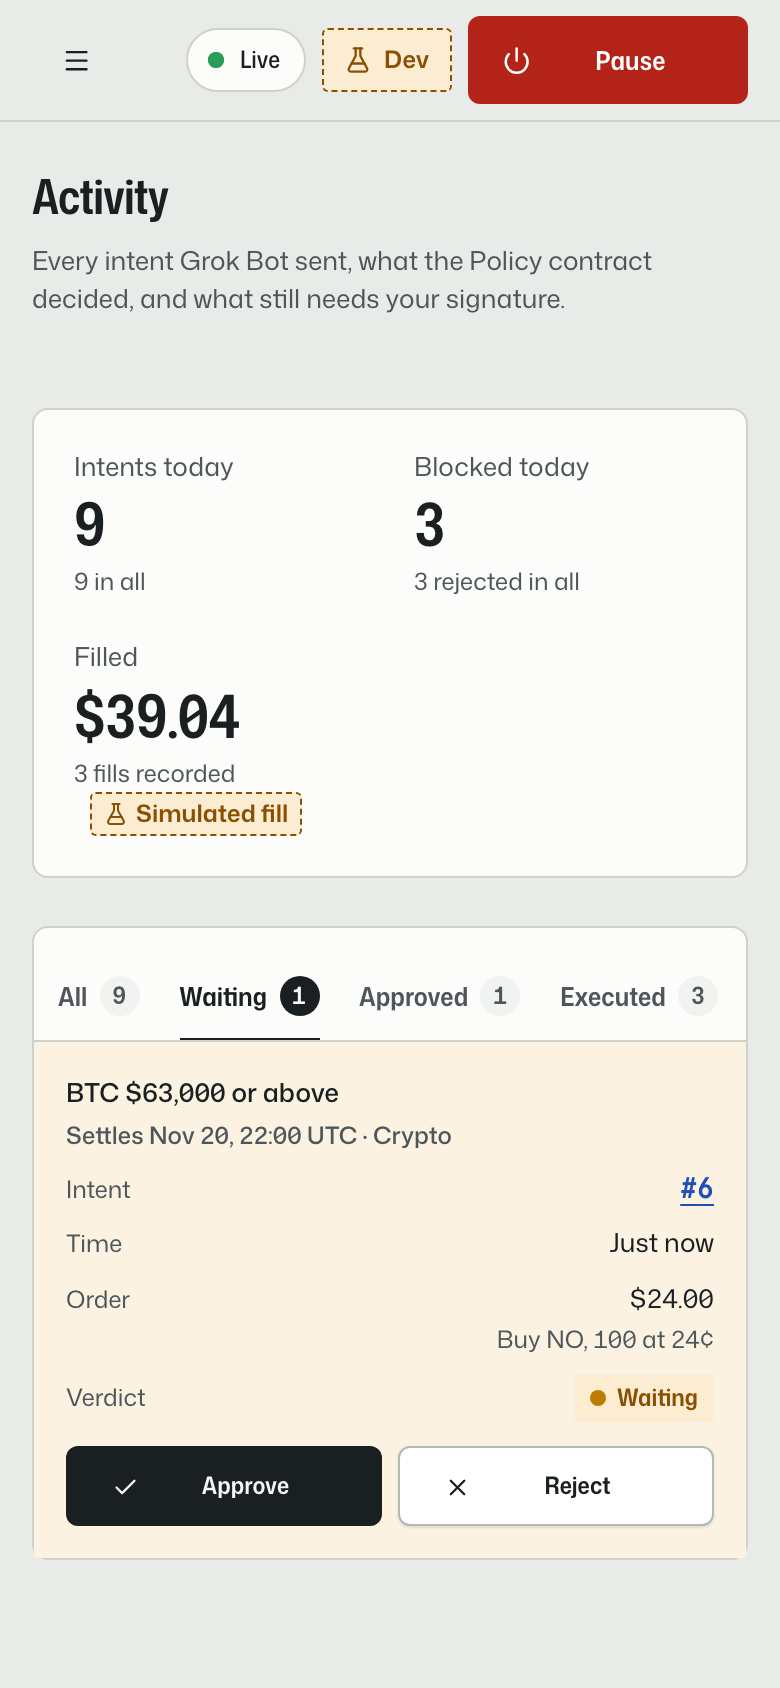 Live
Dev
Pause
Activity
Every intent Grok Bot sent, what the Policy contract
decided, and what still needs your signature.
Intents today
9
9 in all
Blocked today
3
3 rejected in all
Filled
$39.04
3 fills recorded
Simulated fill
All 9
Waiting 1
Approved 1
Executed 3
BTC $63,000 or above
Settles Nov 20, 22:00 UTC · Crypto
Intent #6
Time Just now
Order $24.00
Buy NO, 100 at 24¢
Verdict Waiting
Approve
Reject